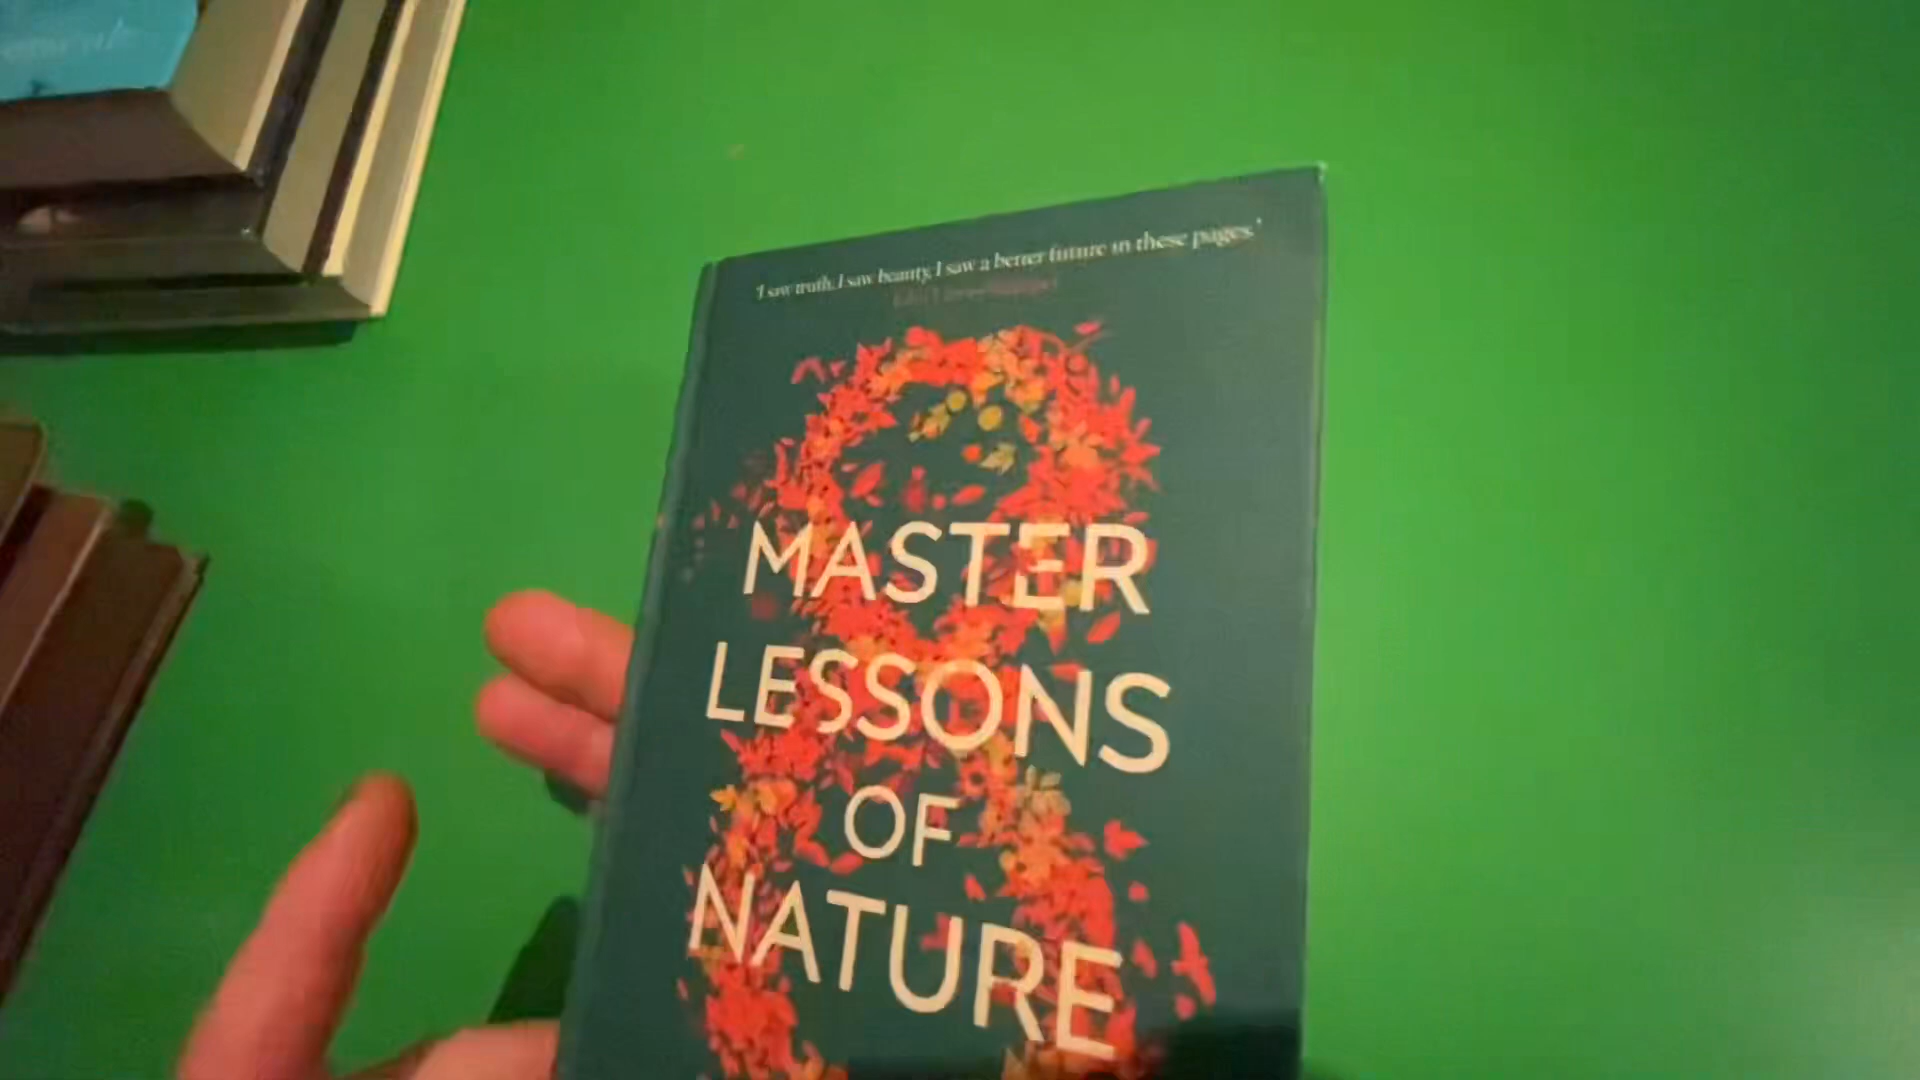 'I saw truth, I saw beauty, I saw a better future in these pages.'
MASTER
LESSONS
OF
NATURE